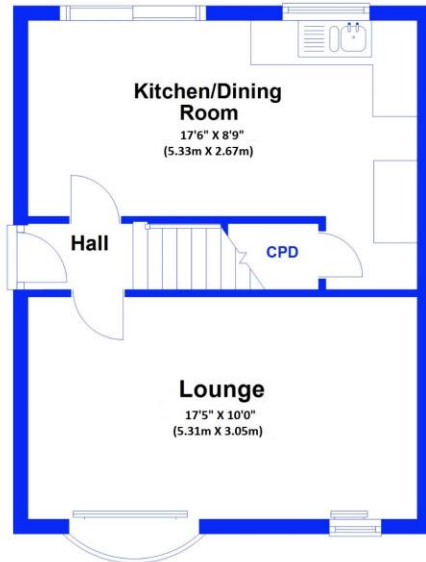 Kitchen/Dining
Room
17'6" X 8'9"
(5.33m X 2.67m)
Hall
CPD
Lounge
17'5" X 10'0"
(5.31m X 3.05m)